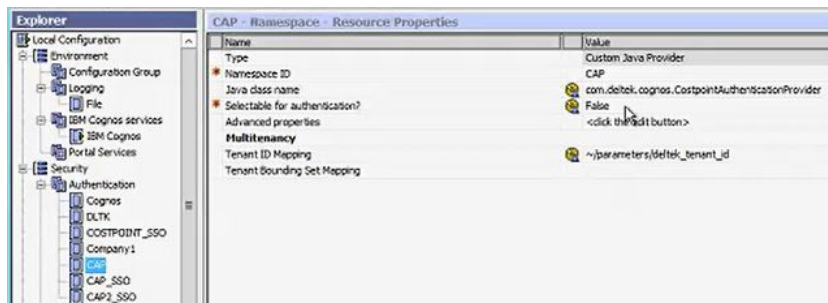 Explorer
Local Configuration
Environment
Configuration Group
Logging
File
IBM Cognos services
IBM Cognos
Portal Services
Security
Authentication
Cognos
DLTK
COSTPOINT_SSO
Company1
CAP
CAP_SSO
CAP2_SSO
CAP - Namespace - Resource Properties
Name Value
Type Custom Java Provider
* Namespace ID CAP
Java class name com.deltek.cognos.CostpointAuthenticationProvider
* Selectable for authentication? False
Advanced properties <click the edit button>
Multitenancy
Tenant ID Mapping ~/parameters/deltek_tenant_id
Tenant Bounding Set Mapping